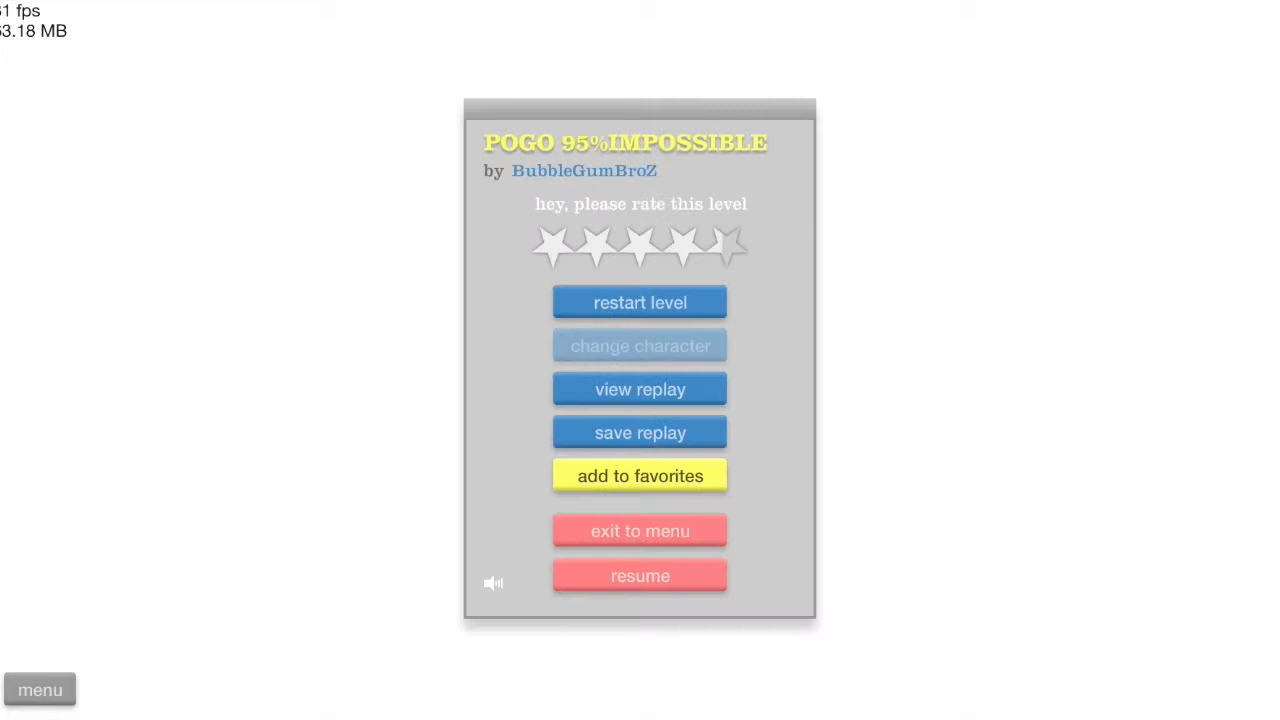 1 fps
3.18 MB
POGO 95%IMPOSSIBLE
by BubbleGumBroZ
hey, please rate this level
restart level
change character
view replay
save replay
add to favorites
exit to menu
resume
menu